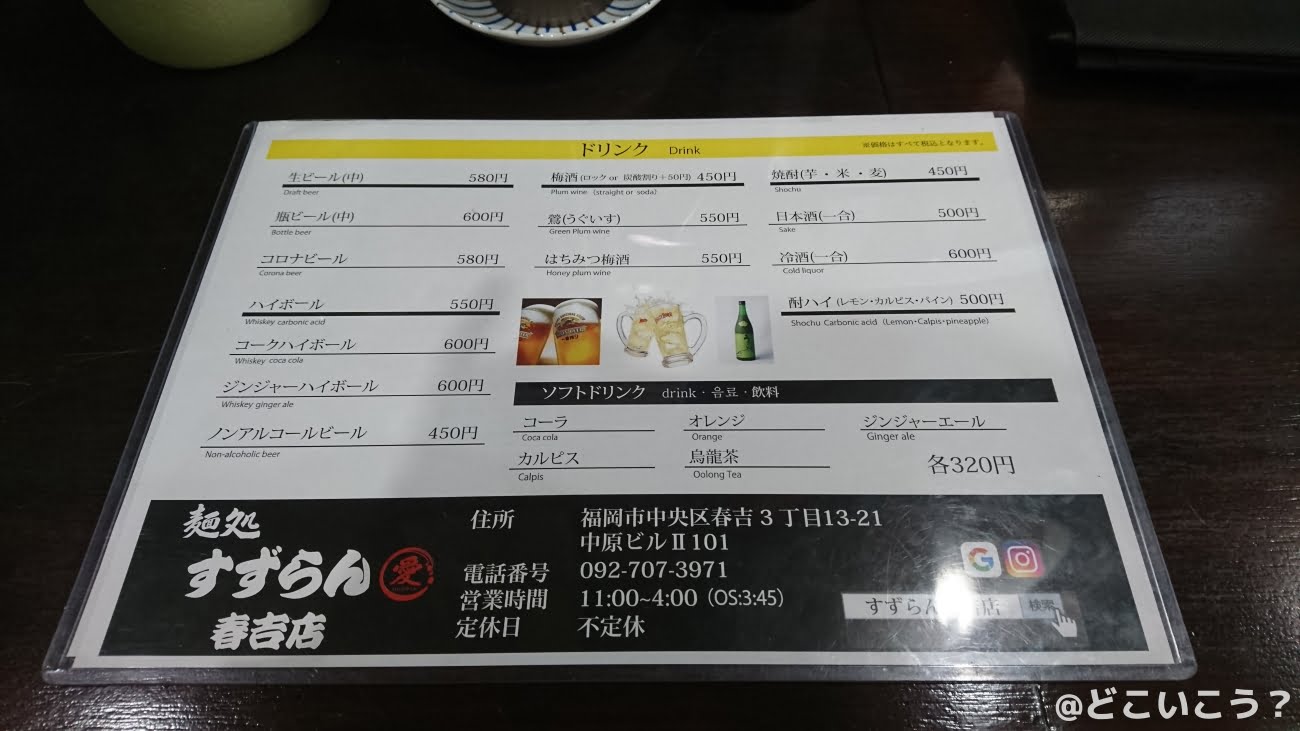 ドリンク Drink ※価格はすべて税込となります。
生ビール(中) 580円
Draft beer
瓶ビール(中) 600円
Bottle beer
コロナビール 580円
Corona beer
ハイボール 550円
Whiskey carbonic acid
コークハイボール 600円
Whiskey coca cola
ジンジャーハイボール 600円
Whiskey ginger ale
ノンアルコールビール 450円
Non-alcoholic beer
梅酒(ロック or 炭酸割り+50円) 450円
Plum wine (straight or soda)
鶯(うぐいす) 550円
Green Plum wine
はちみつ梅酒 550円
Honey plum wine
焼酎(芋・米・麦) 450円
Shochu
日本酒(一合) 500円
Sake
冷酒(一合) 600円
Cold liquor
酎ハイ (レモン・カルピス・パイン) 500円
Shochu Carbonic acid (Lemon・Calpis・pineapple)
ソフトドリンク drink・음료・飲料
コーラ
Coca cola
オレンジ
Orange
ジンジャーエール
Ginger ale
カルピス
Calpis
烏龍茶
Oolong Tea
各320円
麺処
すずらん
愛
春吉店
住所 福岡市中央区春吉3丁目13-21
中原ビルⅡ101
電話番号 092-707-3971
営業時間 11:00~4:00 (OS:3:45)
定休日 不定休
すずらん 店 検索
@どこいこう?